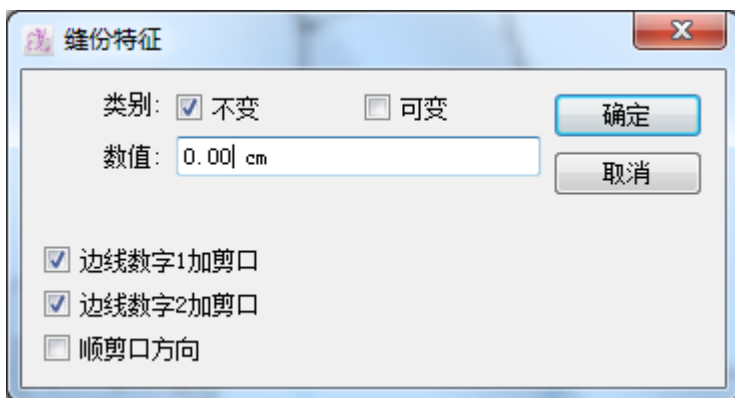 缝份特征
类别: 不变 可变
确定
数值: 0.00 cm
取消
边线数字1加剪口
边线数字2加剪口
顺剪口方向